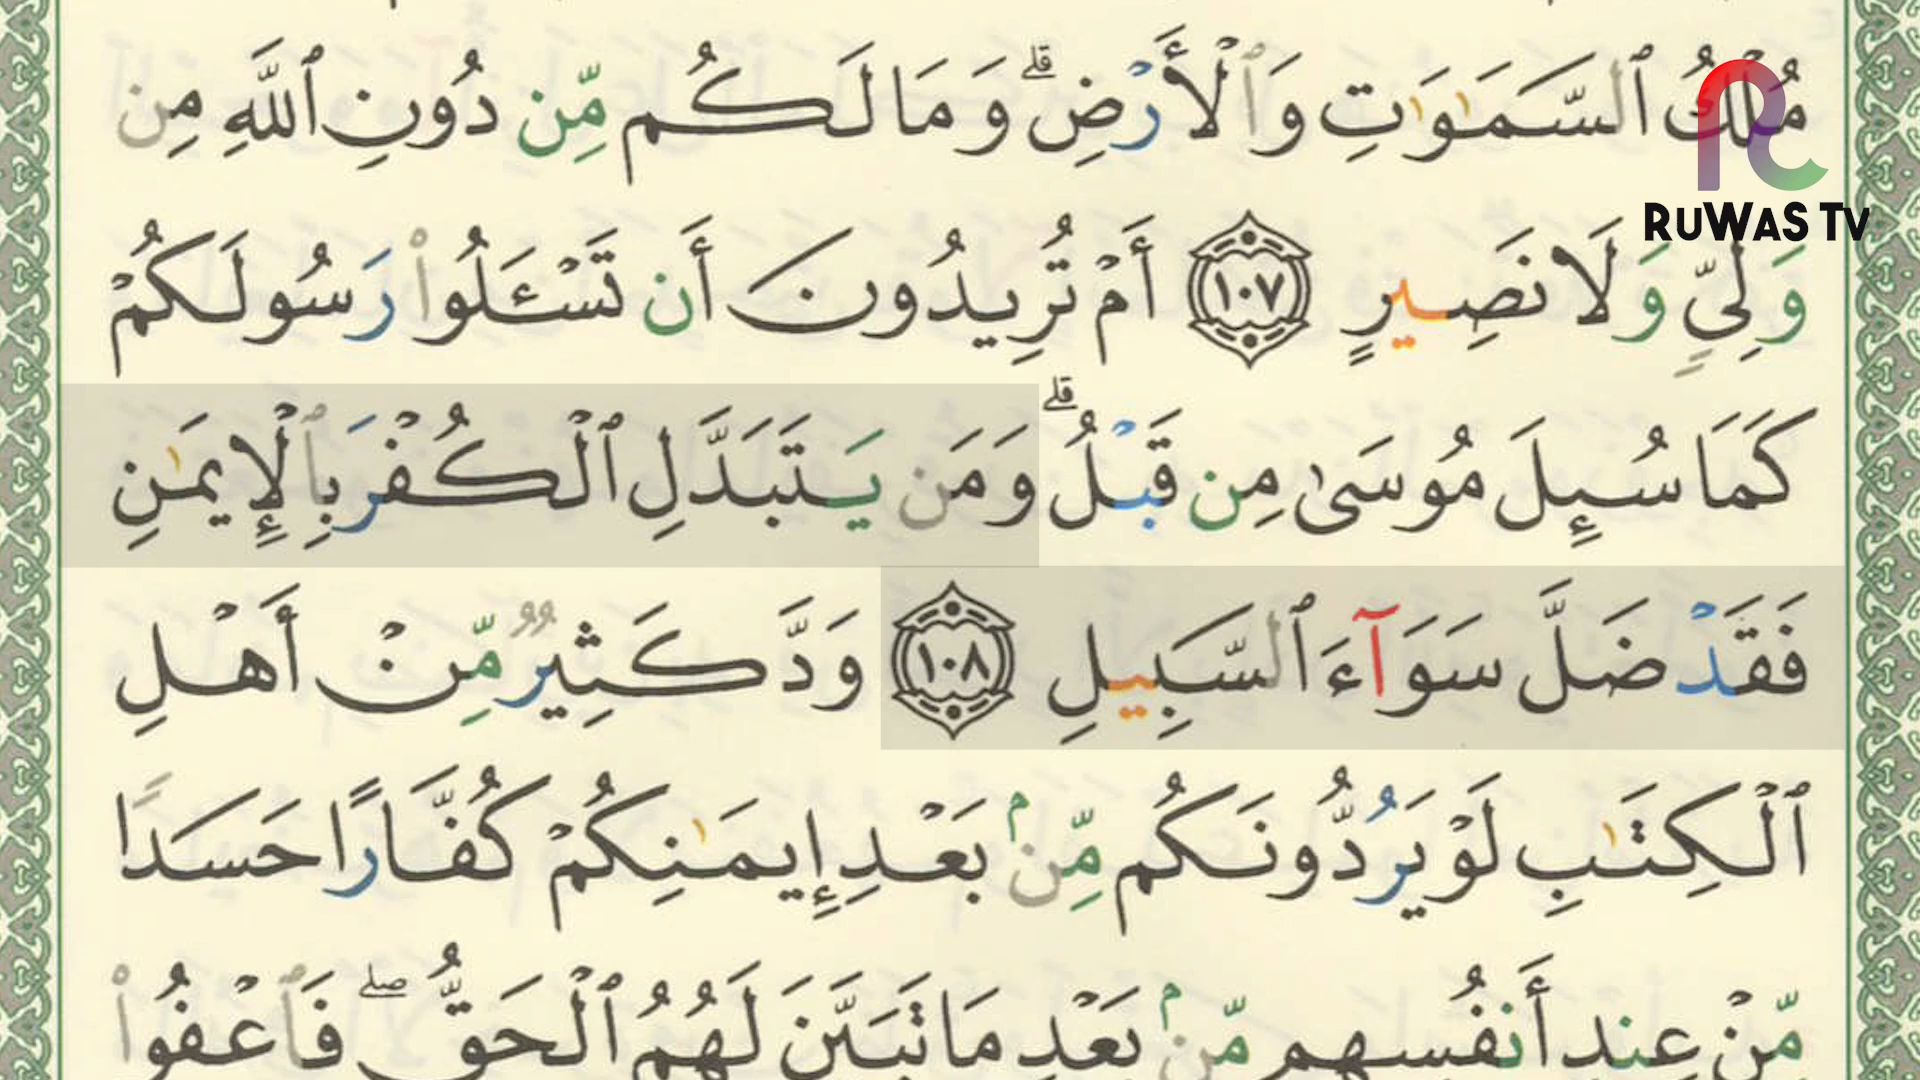 مُلْكُ ٱلسَّمَـٰوَٰتِ وَٱلْأَرْضِ ۗ وَمَا لَكُم مِّن دُونِ ٱللَّهِ مِن
وَلِىٍّ وَلَا نَصِيرٍ ١٠٧ أَمْ تُرِيدُونَ أَن تَسْـَٔلُوا۟ رَسُولَكُمْ
كَمَا سُئِلَ مُوسَىٰ مِن قَبْلُ ۗ وَمَن يَتَبَدَّلِ ٱلْكُفْرَ بِٱلْإِيمَـٰنِ
فَقَدْ ضَلَّ سَوَآءَ ٱلسَّبِيلِ ١٠٨ وَدَّ كَثِيرٌ مِّنْ أَهْلِ
ٱلْكِتَـٰبِ لَوْ يَرُدُّونَكُم مِّنۢ بَعْدِ إِيمَـٰنِكُمْ كُفَّارًا حَسَدًا
مِّنْ عِندِ أَنفُسِهِم مِّنۢ بَعْدِ مَا تَبَيَّنَ لَهُمُ ٱلْحَقُّ ۖ فَٱعْفُوا۟
RUWAS TV